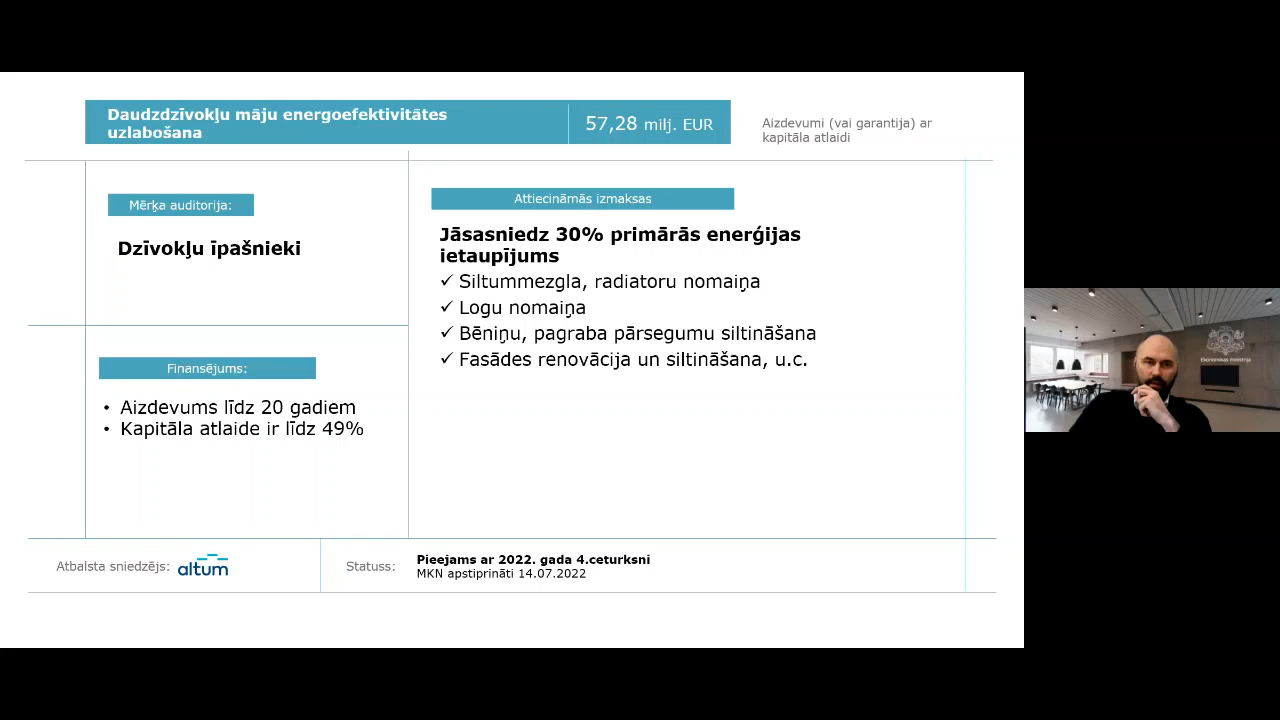 Daudzdzīvokļu māju energoefektivitātes
uzlabošana
57,28 milj. EUR
Aizdevumi (vai garantija) ar
kapitāla atlaidi
Mērķa auditorija:
Dzīvokļu īpašnieki
Finansējums:
• Aizdevums līdz 20 gadiem
• Kapitāla atlaide ir līdz 49%
Attiecināmās izmaksas
Jāsasniedz 30% primārās enerģijas
ietaupījums
✓ Siltummezgla, radiatoru nomaiņa
✓ Logu nomaiņa
✓ Bēniņu, pagraba pārsegumu siltināšana
✓ Fasādes renovācija un siltināšana, u.c.
Atbalsta sniedzējs:
altum
Statuss:
Pieejams ar 2022. gada 4.ceturksni
MKN apstiprināti 14.07.2022
Ekonomikas ministrija